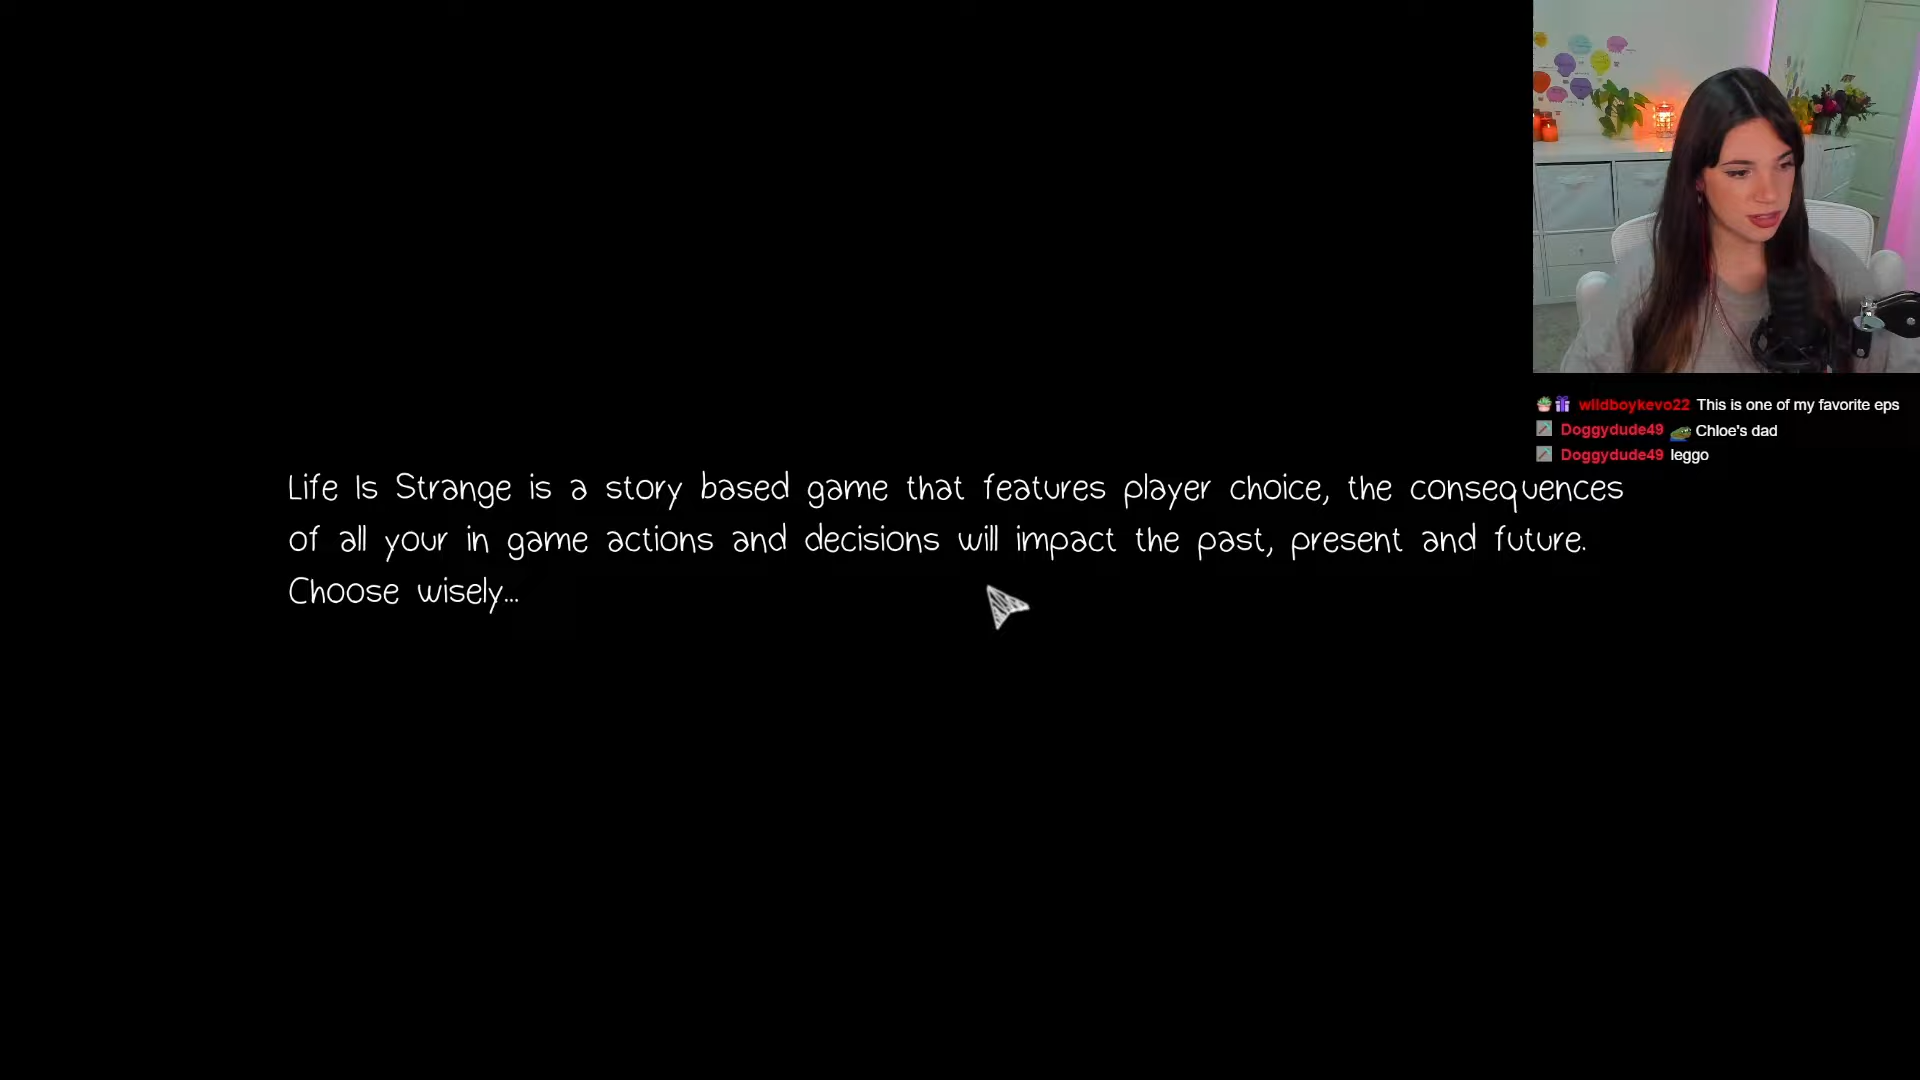 wildboykevo22 This is one of my favorite eps
Doggydude49 Chloe's dad
Doggydude49 leggo
Life Is Strange is a story based game that features player choice, the consequences
of all your in game actions and decisions will impact the past, present and future.
Choose wisely...